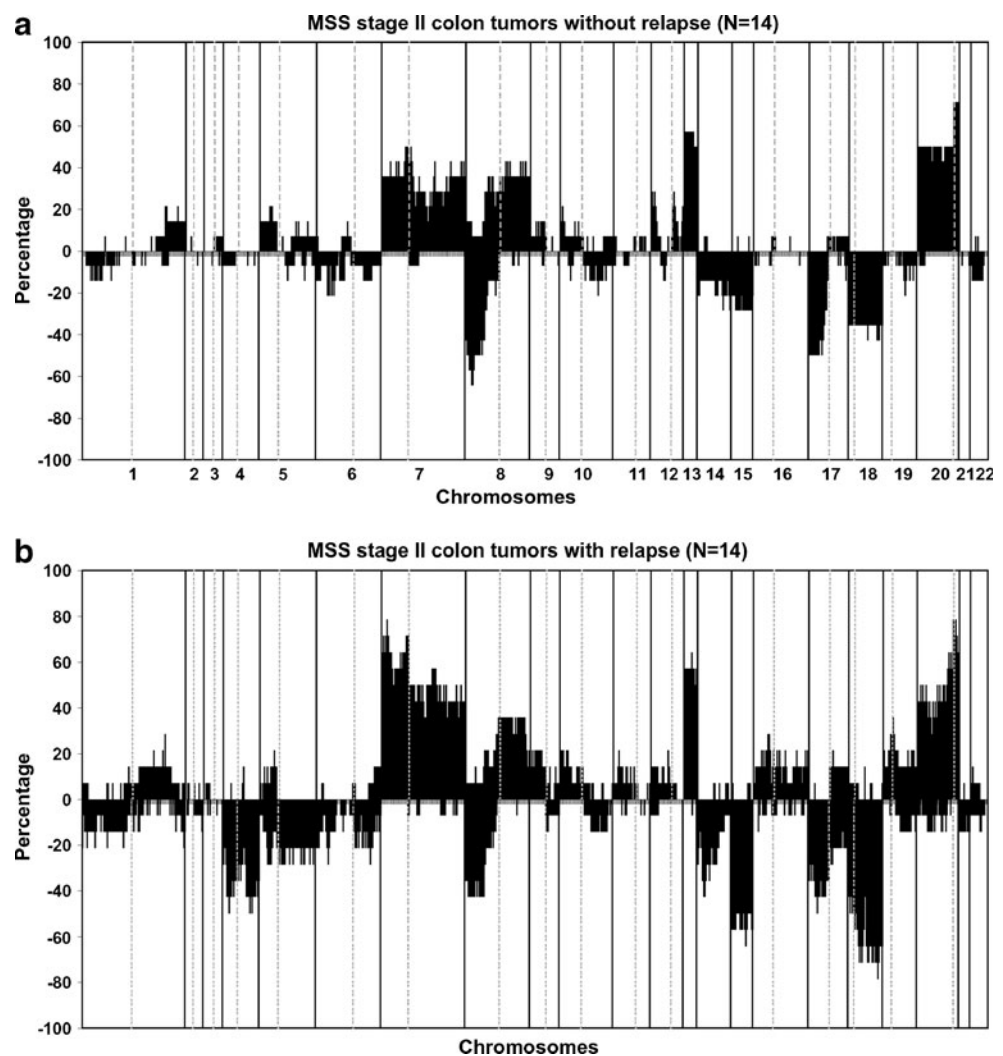 a
MSS stage II colon tumors without relapse (N=14)
100
80
60
40
20
0
-20
-40
-60
-80
-100
Percentage
1 2 3 4 5 6 7 8 9 10 11 12 13 14 15 16 17 18 19 20 21 22
Chromosomes
b
MSS stage II colon tumors with relapse (N=14)
100
80
60
40
20
0
-20
-40
-60
-80
-100
Percentage
Chromosomes